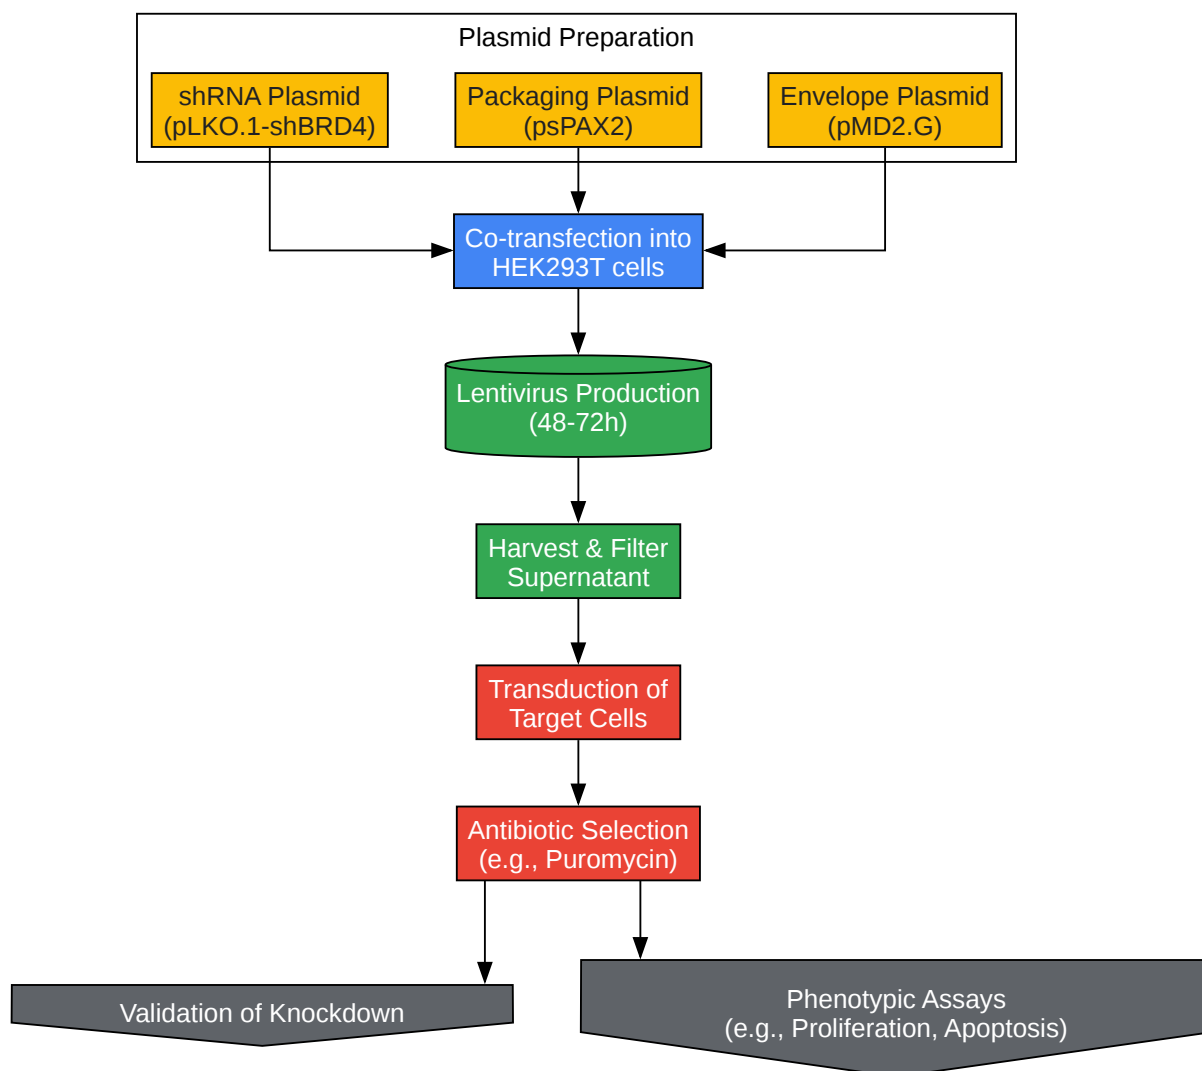 Plasmid Preparation
shRNA Plasmid
(pLKO.1-shBRD4)
Packaging Plasmid
(psPAX2)
Envelope Plasmid
(pMD2.G)
Co-transfection into
HEK293T cells
Lentivirus Production
(48-72h)
Harvest & Filter
Supernatant
Transduction of
Target Cells
Antibiotic Selection
(e.g., Puromycin)
Validation of Knockdown
Phenotypic Assays
(e.g., Proliferation, Apoptosis)